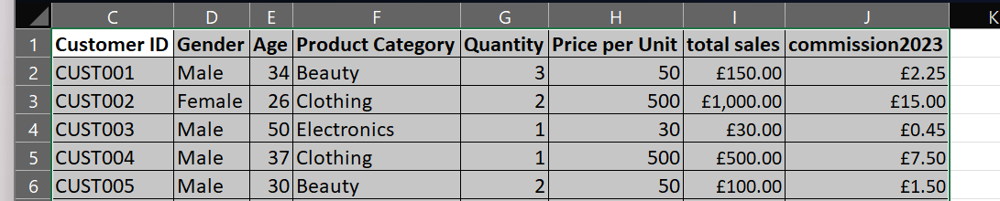 C D E F G H I J K
1 Customer ID Gender Age Product Category Quantity Price per Unit total sales commission2023
2 CUST001 Male 34 Beauty 3 50 £150.00 £2.25
3 CUST002 Female 26 Clothing 2 500 £1,000.00 £15.00
4 CUST003 Male 50 Electronics 1 30 £30.00 £0.45
5 CUST004 Male 37 Clothing 1 500 £500.00 £7.50
6 CUST005 Male 30 Beauty 2 50 £100.00 £1.50